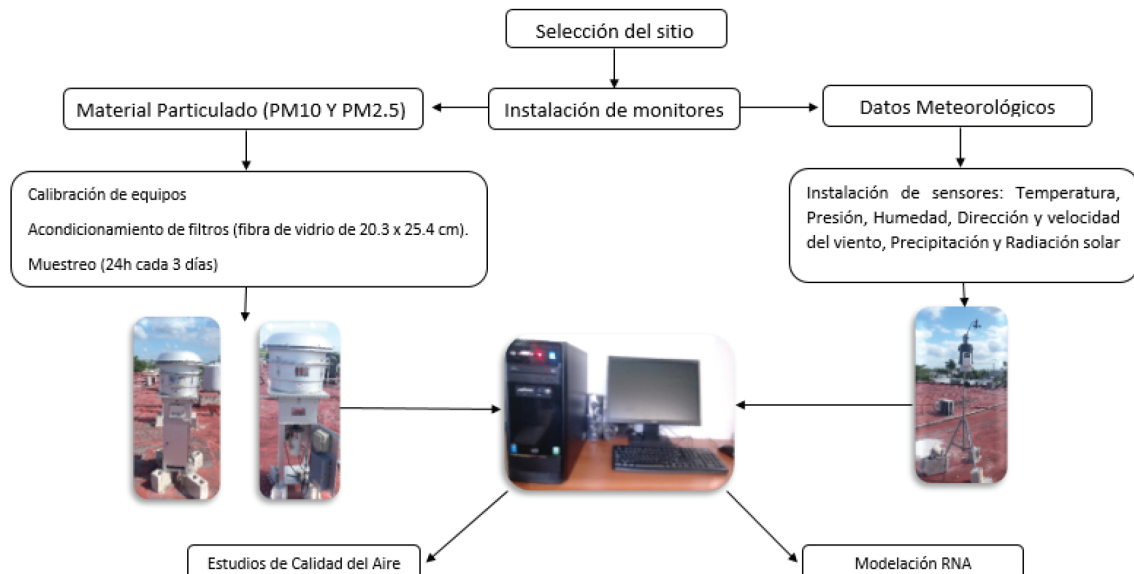 Selección del sitio
Material Particulado (PM10 Y PM2.5)
Instalación de monitores
Datos Meteorológicos
Calibración de equipos
Acondicionamiento de filtros (fibra de vidrio de 20.3 x 25.4 cm).
Muestreo (24h cada 3 días)
Instalación de sensores: Temperatura,
Presión, Humedad, Dirección y velocidad
del viento, Precipitación y Radiación solar
Estudios de Calidad del Aire
Modelación RNA